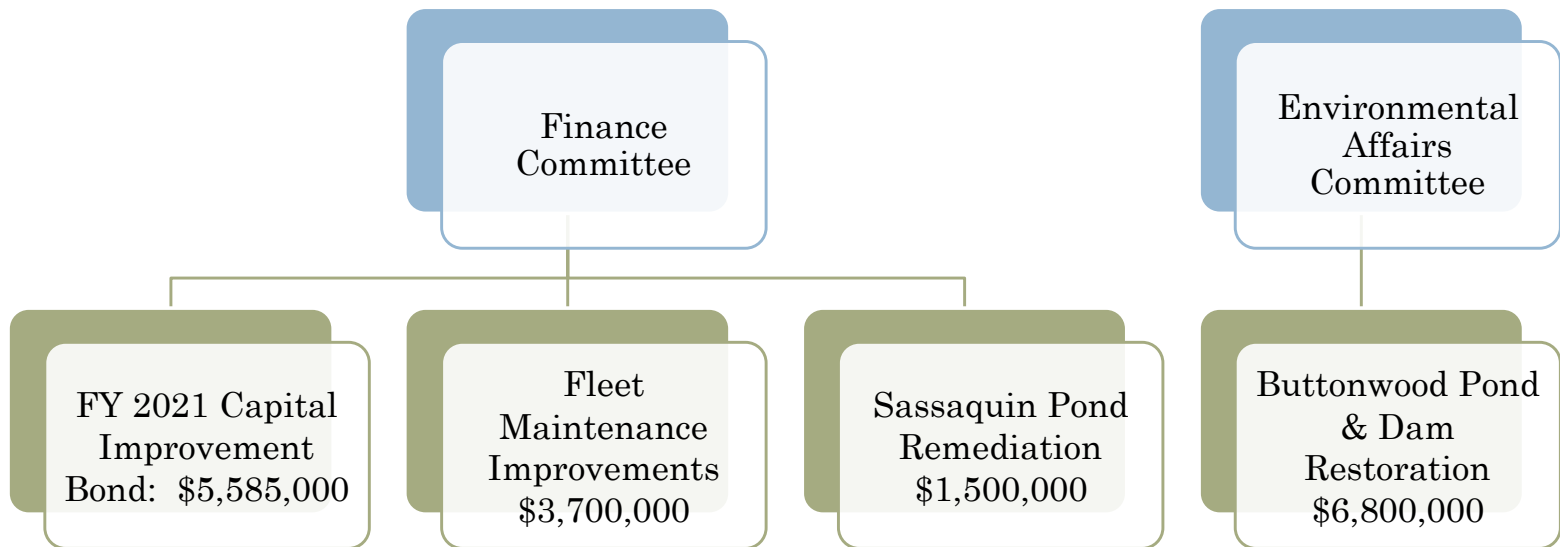 Finance
Committee
Environmental
Affairs
Committee
FY 2021 Capital
Improvement
Bond:  $5,585,000
Fleet
Maintenance
Improvements
$3,700,000
Sassaquin Pond
Remediation
$1,500,000
Buttonwood Pond
& Dam
Restoration
$6,800,000